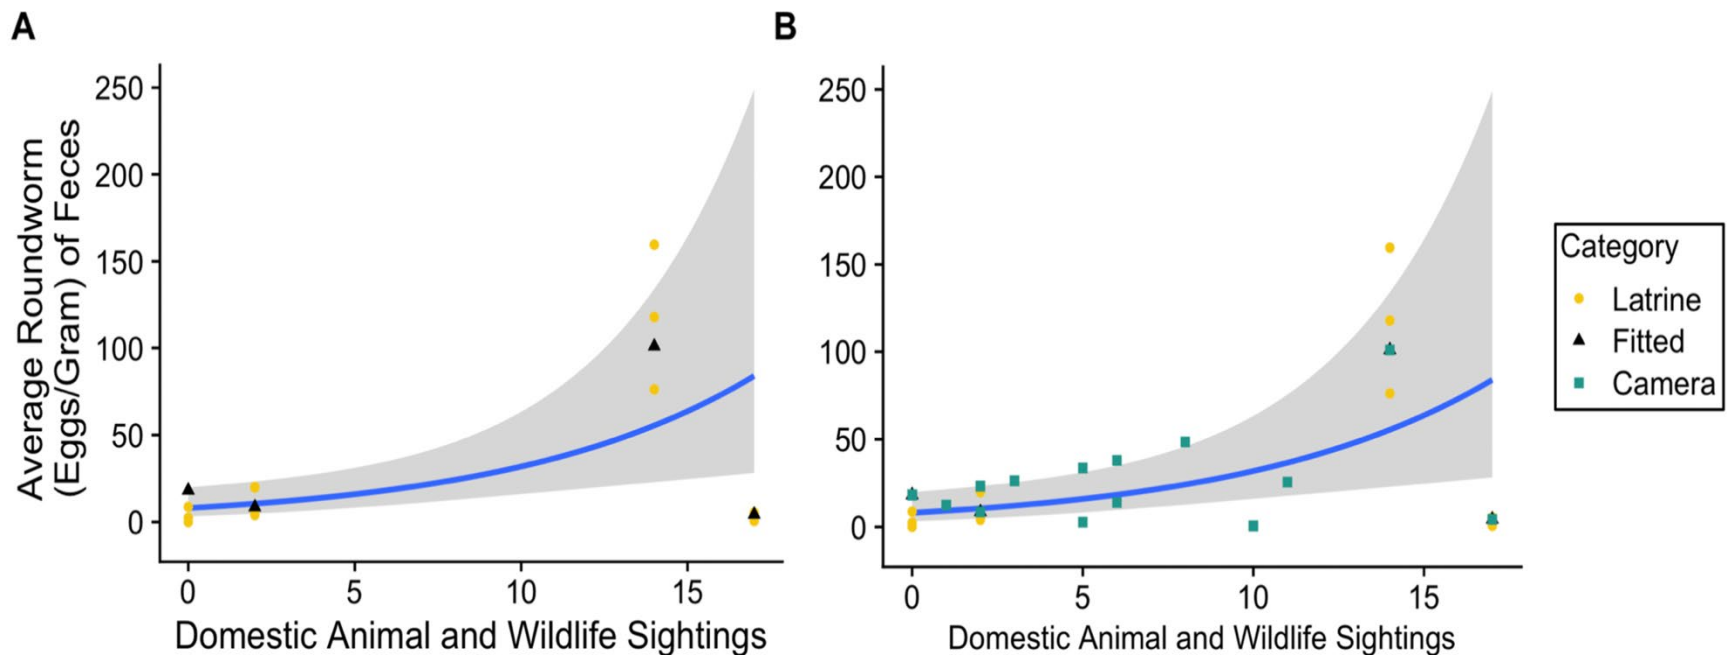 A
Average Roundworm
(Eggs/Gram) of Feces
250
200
150
100
50
0
0 5 10 15
Domestic Animal and Wildlife Sightings
B
250
200
150
100
50
0
0 5 10 15
Domestic Animal and Wildlife Sightings
Category
Latrine
Fitted
Camera